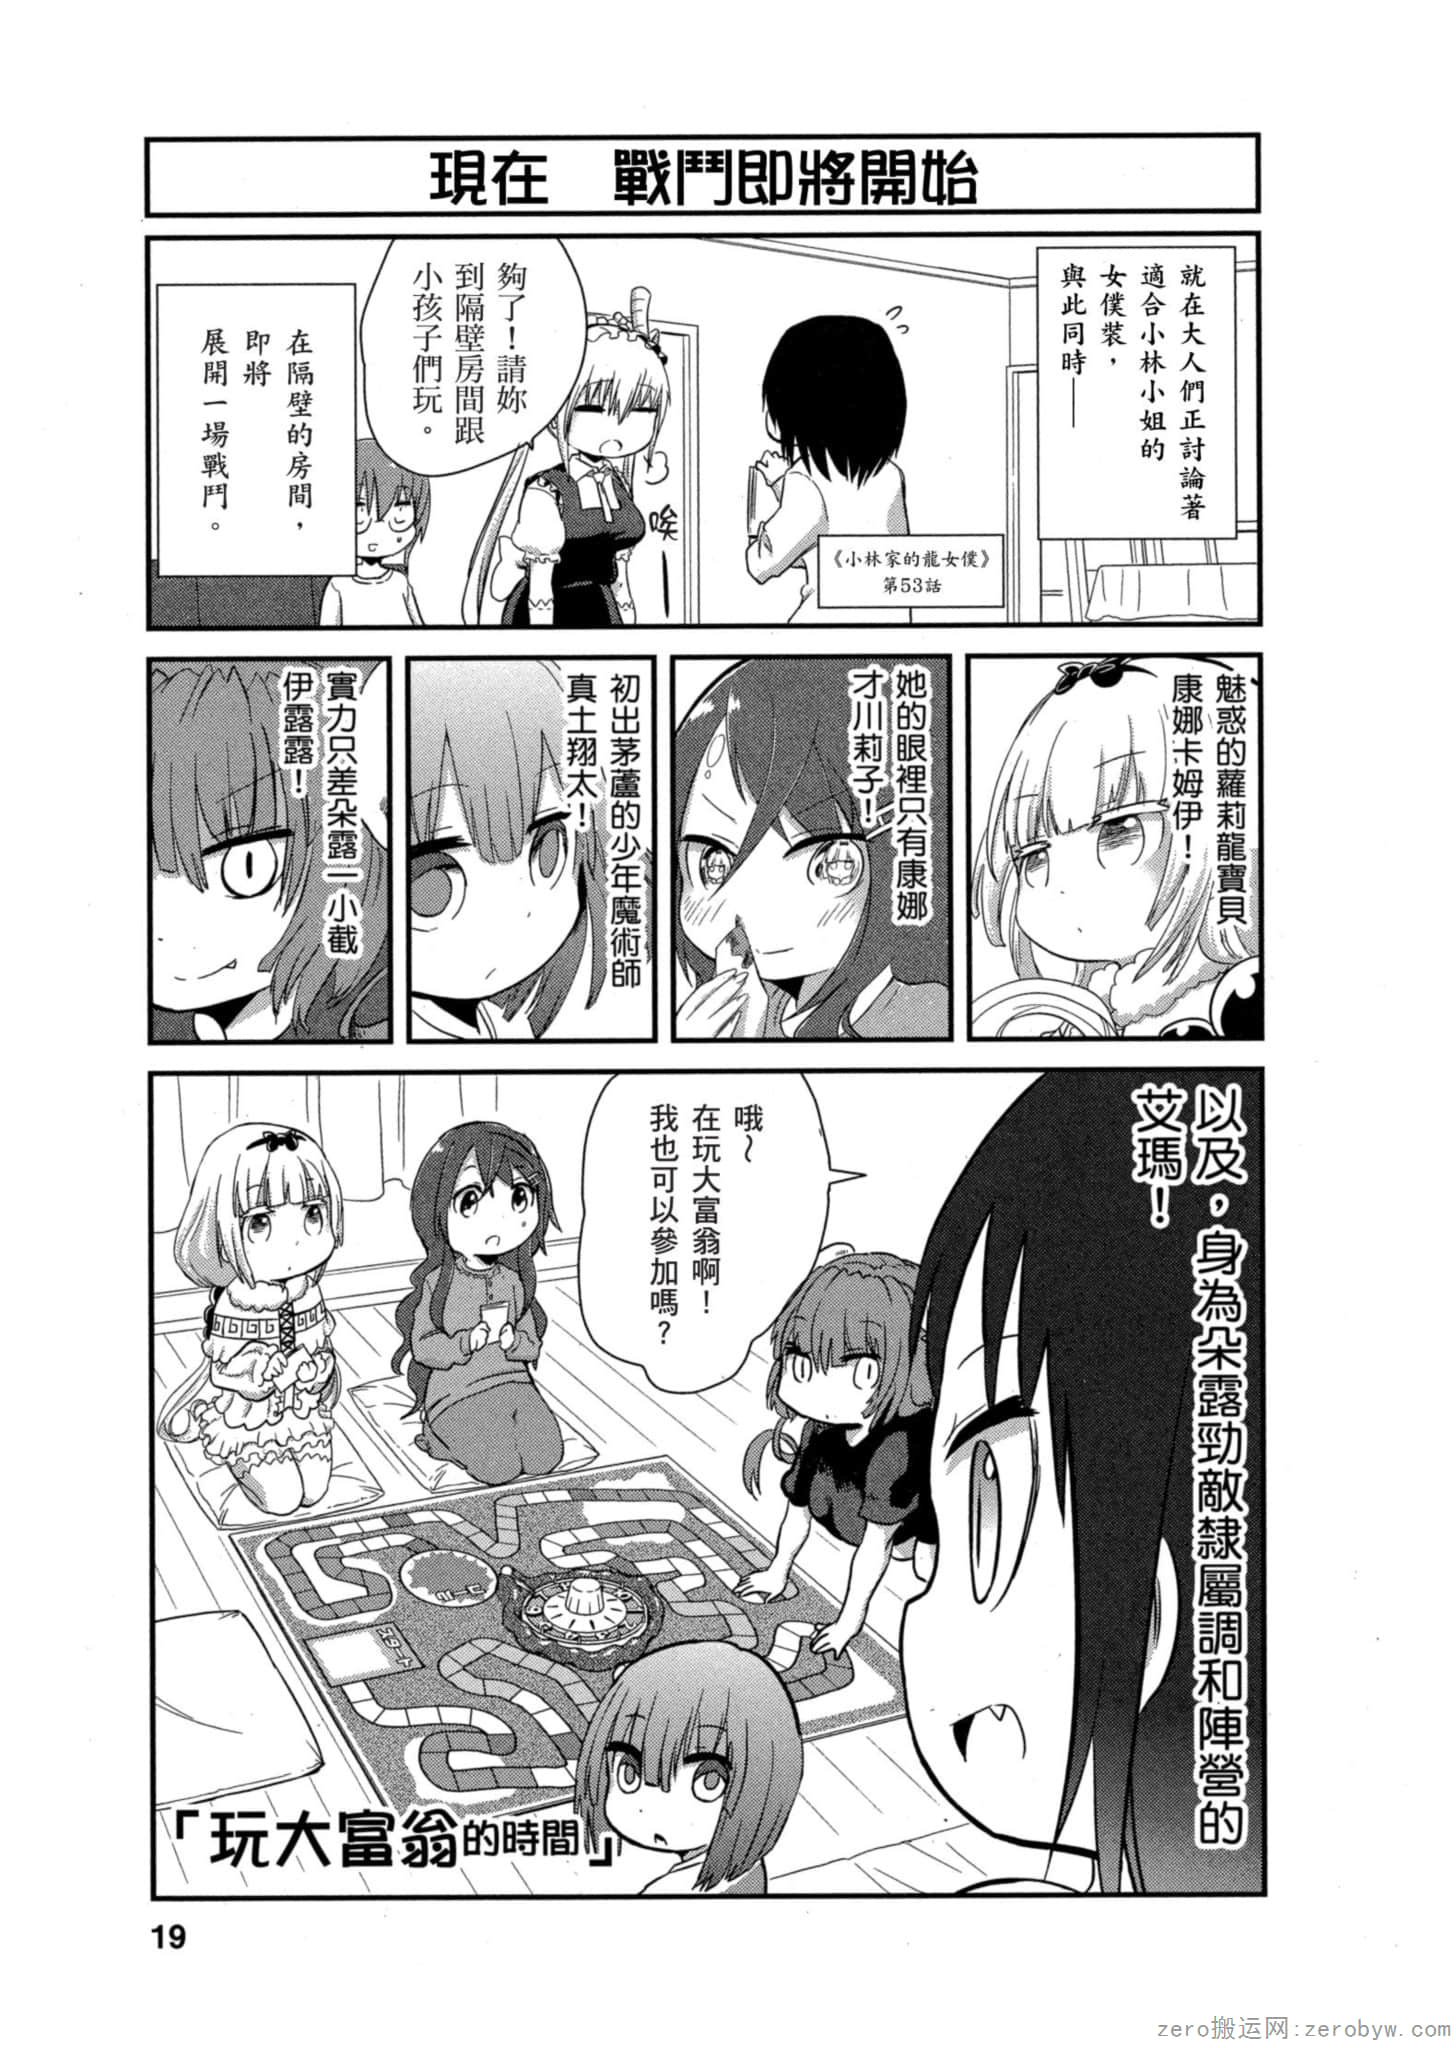 現在　戰鬥即將開始
就在大人們正討論著
適合小林小姐的
女僕裝，
與此同時——
《小林家的龍女僕》
第53話
唉—
夠了！請妳
到隔壁房間跟
小孩子們玩。
在隔壁的房間，
即將
展開一場戰鬥。
魅惑的蘿莉龍寶貝
康娜卡姆伊！
她的眼裡只有康娜
才川莉子！
初出茅蘆的少年魔術師
真土翔太！
實力只差朵露一小截
伊露露！
以及，身為朵露勁敵隸屬調和陣營的
艾瑪！
哦～
在玩大富翁啊！
我也可以參加嗎？
スタート
ゴール
「玩大富翁的時間」
19
zero搬运网:zerobyw.com